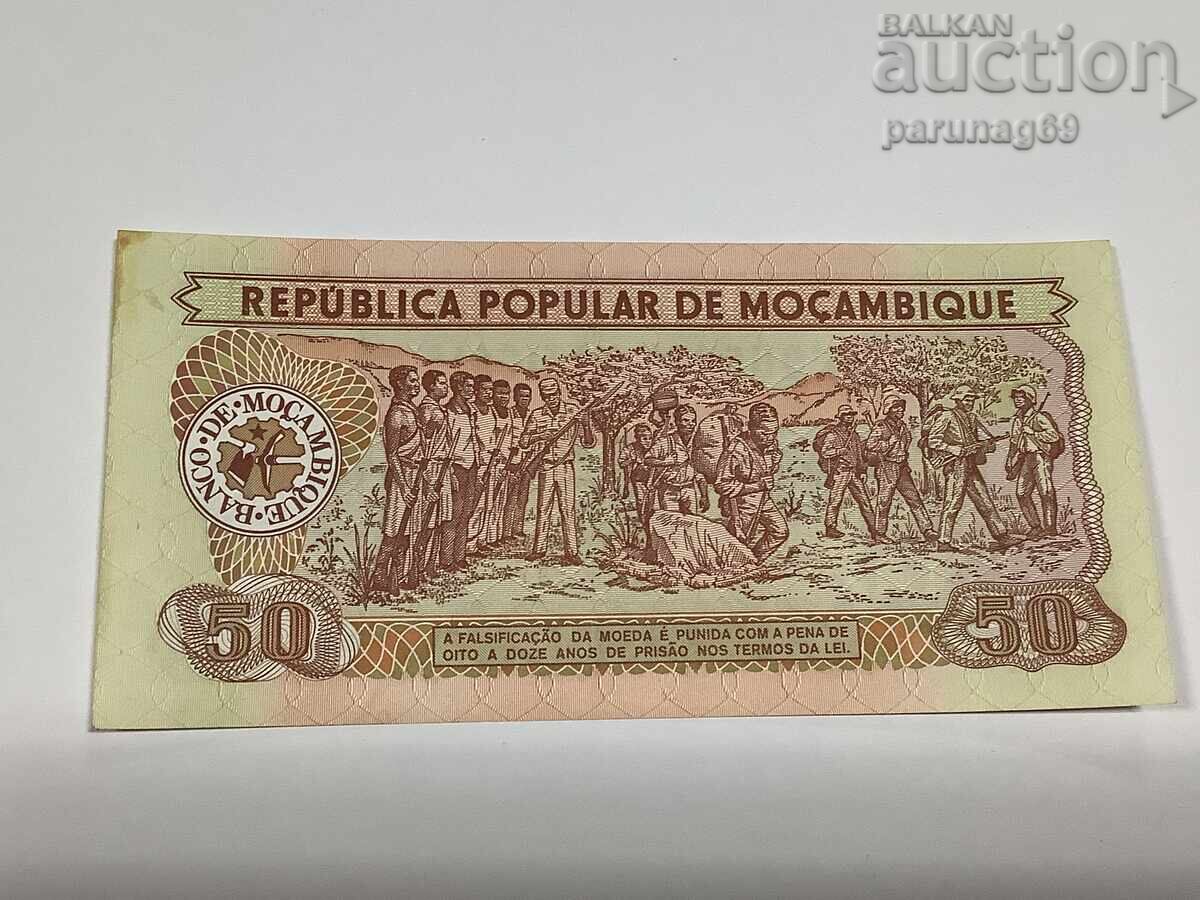 BALKAN
auction
parunag69
REPÚBLICA POPULAR DE MOÇAMBIQUE
BANCO·DE·MOÇAMBIQUE·
50
A FALSIFICAÇÃO DA MOEDA É PUNIDA COM A PENA DE
OITO A DOZE ANOS DE PRISÃO NOS TERMOS DA LEI.
50